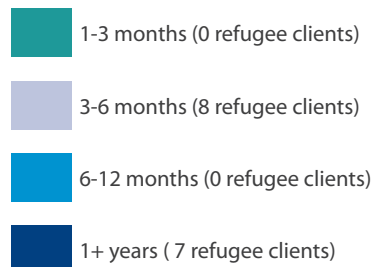 1-3 months (0 refugee clients)
3-6 months (8 refugee clients)
6-12 months (0 refugee clients)
1+ years ( 7 refugee clients)